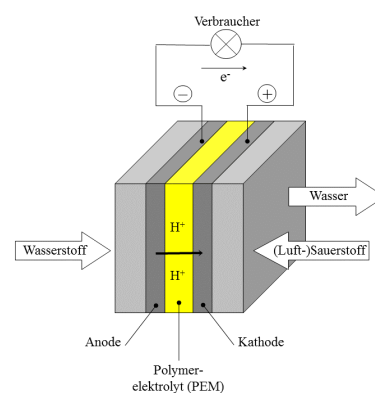 Verbraucher
e-
− +
Wasser
H+
Wasserstoff
(Luft-)Sauerstoff
H+
Anode
Kathode
Polymer-
elektrolyt (PEM)